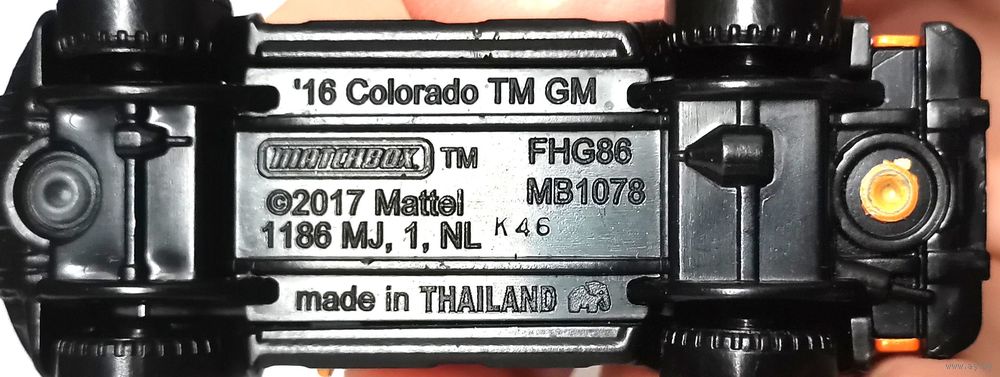 '16 Colorado TM GM
MATCHBOX TM
FHG86
©2017 Mattel
MB1078
1186 MJ, 1, NL K46
made in THAILAND